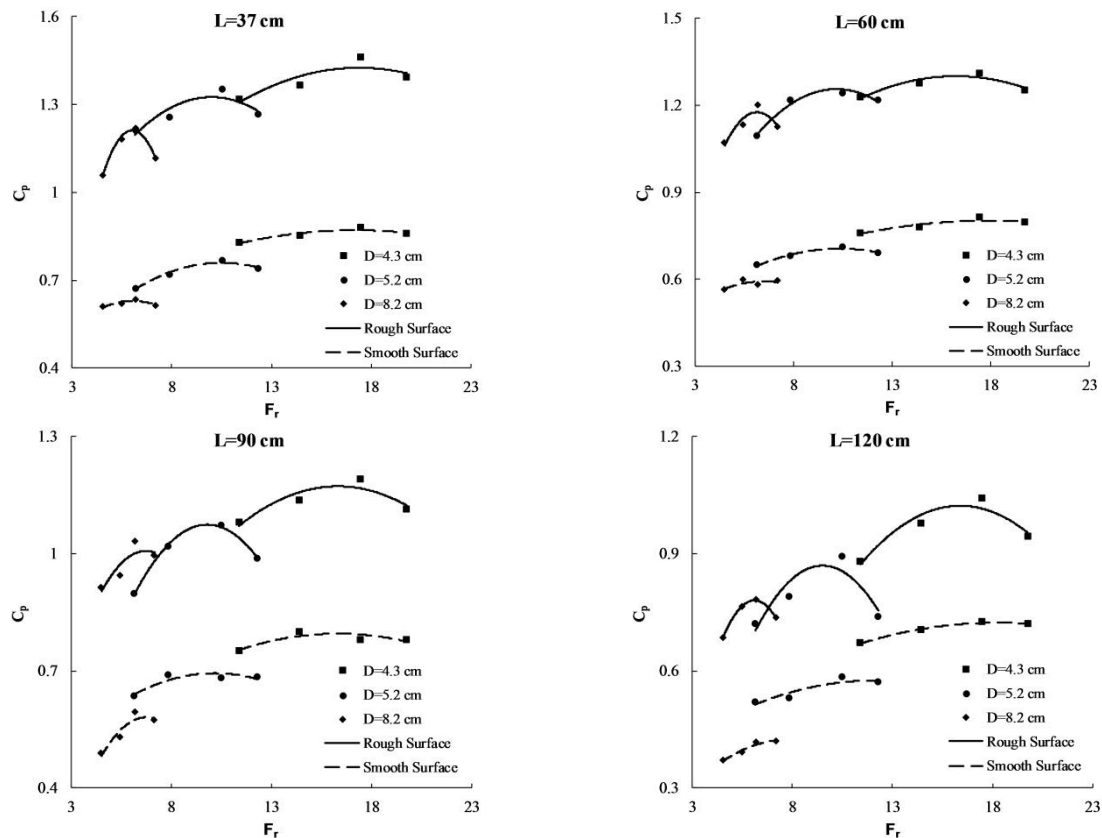 L=37 cm
1.6
1.3
1
0.7
0.4
Cp
D=4.3 cm
D=5.2 cm
D=8.2 cm
Rough Surface
Smooth Surface
3 8 13 18 23
Fr
L=60 cm
1.5
1.2
0.9
0.6
0.3
Cp
D=4.3 cm
D=5.2 cm
D=8.2 cm
Rough Surface
Smooth Surface
3 8 13 18 23
Fr
L=90 cm
1.3
1
0.7
0.4
Cp
D=4.3 cm
D=5.2 cm
D=8.2 cm
Rough Surface
Smooth Surface
3 8 13 18 23
Fr
L=120 cm
1.2
0.9
0.6
0.3
Cp
D=4.3 cm
D=5.2 cm
D=8.2 cm
Rough Surface
Smooth Surface
3 8 13 18 23
Fr